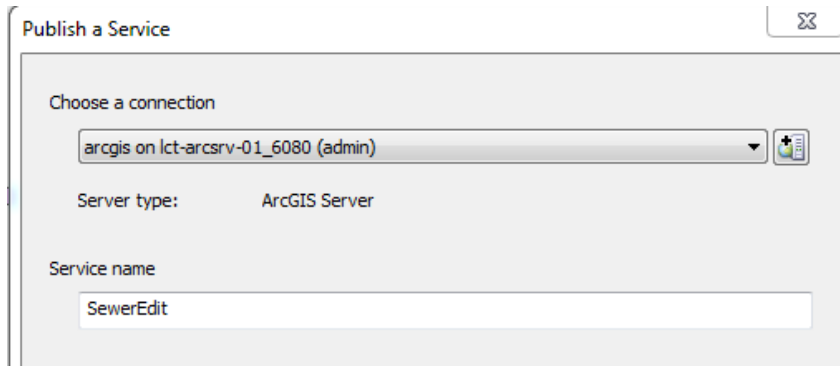 Publish a Service
Choose a connection
arcgis on lct-arcsrv-01_6080 (admin)
Server type: ArcGIS Server
Service name
SewerEdit